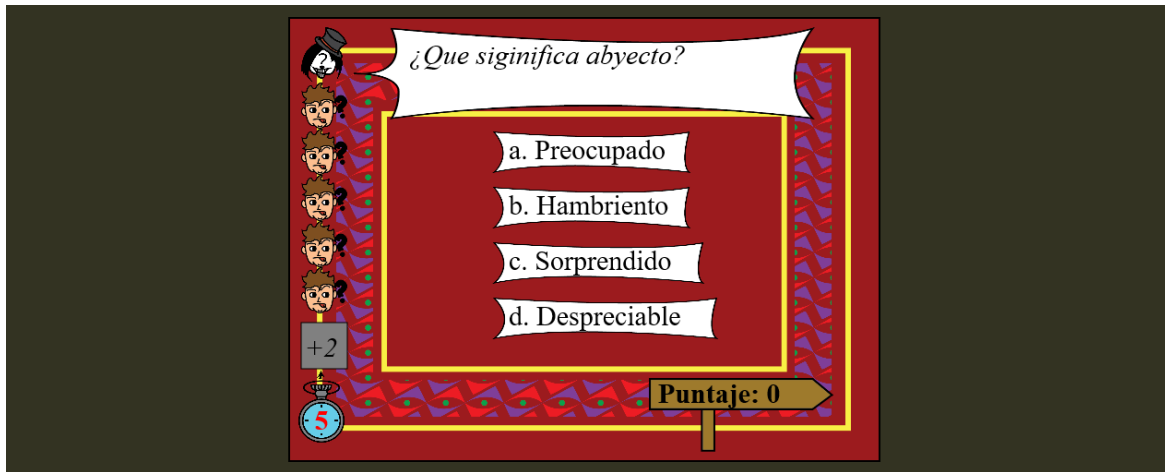 ¿Que siginifica abyecto?
a. Preocupado
b. Hambriento
c. Sorprendido
d. Despreciable
+2
Puntaje: 0
5